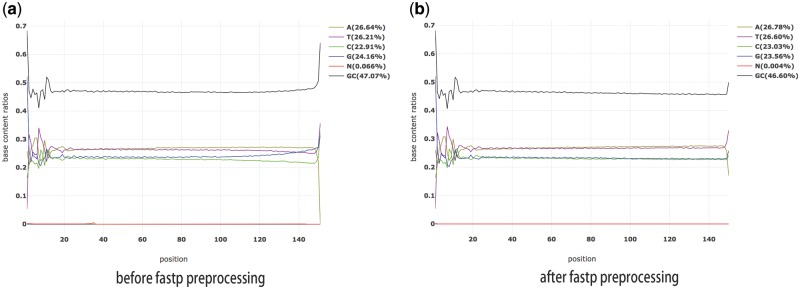 (a)
0.7
0.6
0.5
0.4
0.3
0.2
0.1
0
base content ratios
20
40
60
80
100
120
140
position
A(26.64%)
T(26.21%)
C(22.91%)
G(24.16%)
N(0.066%)
GC(47.07%)
before fastp preprocessing
(b)
0.7
0.6
0.5
0.4
0.3
0.2
0.1
0
base content ratios
20
40
60
80
100
120
140
position
A(26.78%)
T(26.60%)
C(23.03%)
G(23.56%)
N(0.004%)
GC(46.60%)
after fastp preprocessing